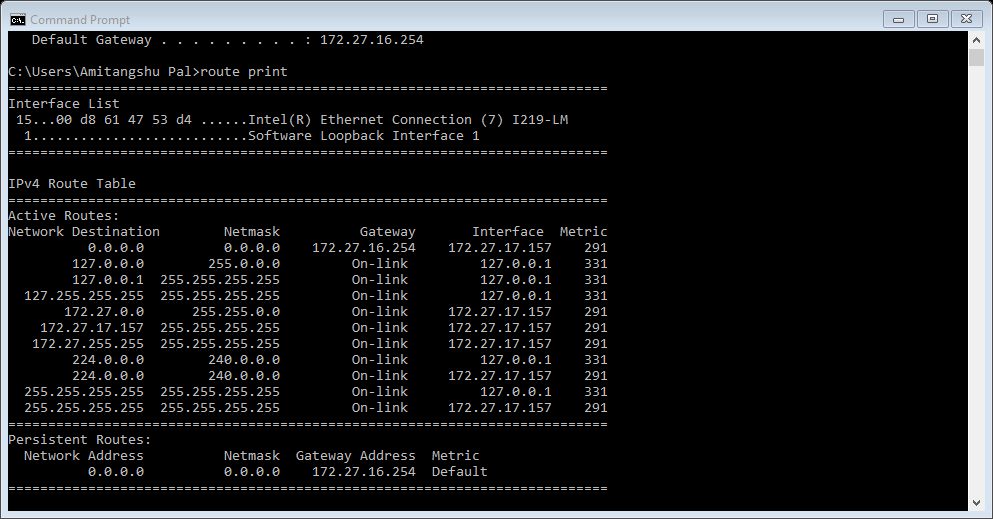 Command Prompt
   Default Gateway . . . . . . . . . : 172.27.16.254
C:\Users\Amitangshu Pal>route print
===========================================================================
Interface List
 15...00 d8 61 47 53 d4 ......Intel(R) Ethernet Connection (7) I219-LM
  1...........................Software Loopback Interface 1
===========================================================================
IPv4 Route Table
===========================================================================
Active Routes:
Network Destination        Netmask          Gateway       Interface  Metric
          0.0.0.0          0.0.0.0    172.27.16.254    172.27.17.157    291
        127.0.0.0        255.0.0.0         On-link         127.0.0.1    331
        127.0.0.1  255.255.255.255         On-link         127.0.0.1    331
  127.255.255.255  255.255.255.255         On-link         127.0.0.1    331
       172.27.0.0      255.255.0.0         On-link     172.27.17.157    291
    172.27.17.157  255.255.255.255         On-link     172.27.17.157    291
   172.27.255.255  255.255.255.255         On-link     172.27.17.157    291
        224.0.0.0        240.0.0.0         On-link         127.0.0.1    331
        224.0.0.0        240.0.0.0         On-link     172.27.17.157    291
  255.255.255.255  255.255.255.255         On-link         127.0.0.1    331
  255.255.255.255  255.255.255.255         On-link     172.27.17.157    291
===========================================================================
Persistent Routes:
  Network Address          Netmask  Gateway Address  Metric
          0.0.0.0          0.0.0.0    172.27.16.254  Default
===========================================================================